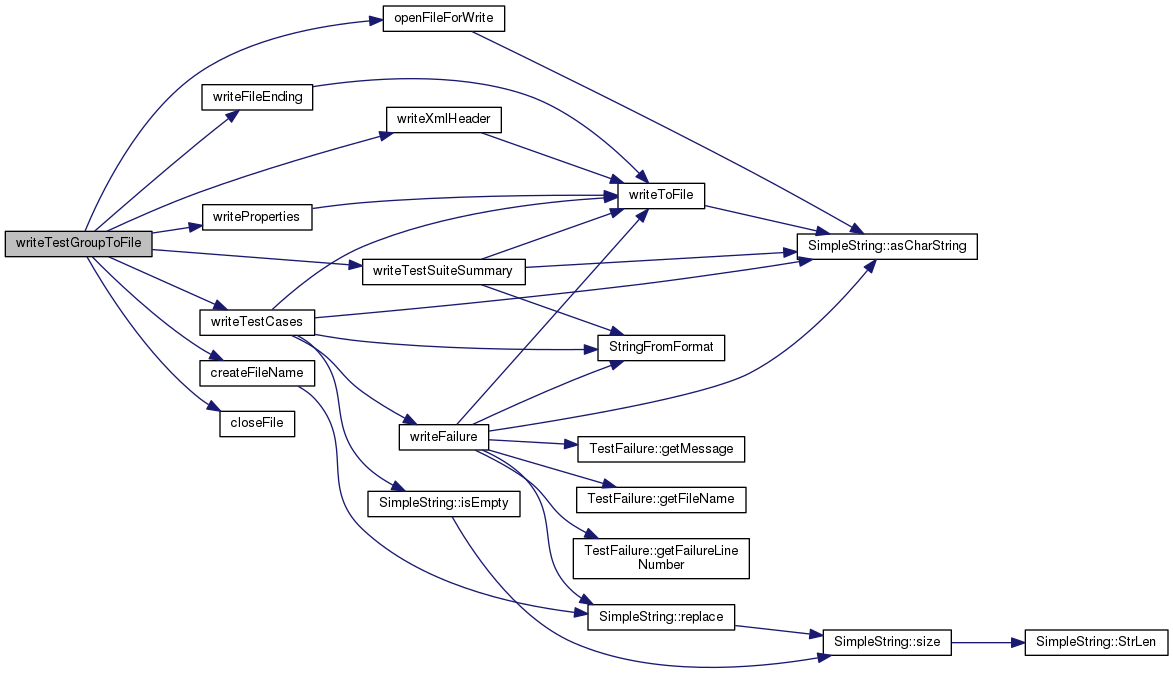 openFileForWrite
writeFileEnding
writeXmlHeader
writeToFile
writeProperties
writeTestGroupToFile
SimpleString::asCharString
writeTestSuiteSummary
writeTestCases
StringFromFormat
createFileName
closeFile
writeFailure
TestFailure::getMessage
SimpleString::isEmpty
TestFailure::getFileName
TestFailure::getFailureLine
Number
SimpleString::replace
SimpleString::size
SimpleString::StrLen